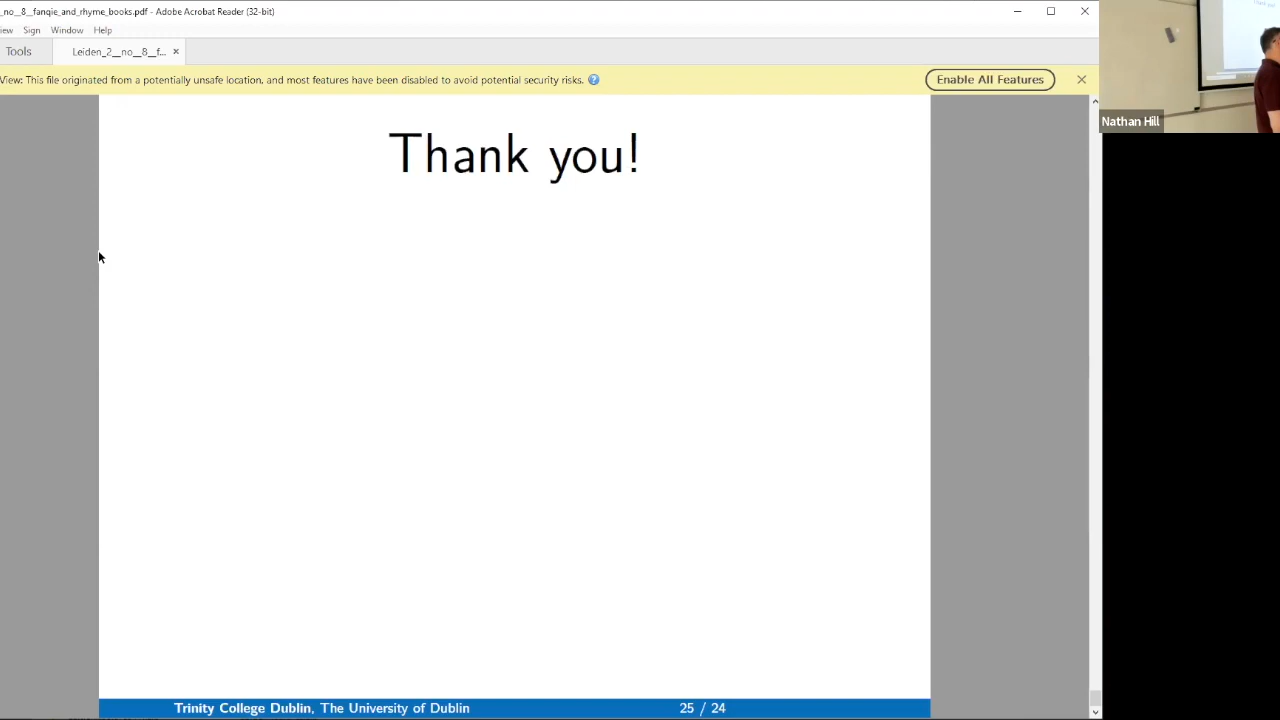 _no__8__fanqie_and_rhyme_books.pdf - Adobe Acrobat Reader (32-bit)
iew Sign Window Help
Tools Leiden_2__no__8__f... ×
View: This file originated from a potentially unsafe location, and most features have been disabled to avoid potential security risks. ? Enable All Features ×
Thank you!
Thank you!
Nathan Hill
Trinity College Dublin, The University of Dublin 25 / 24